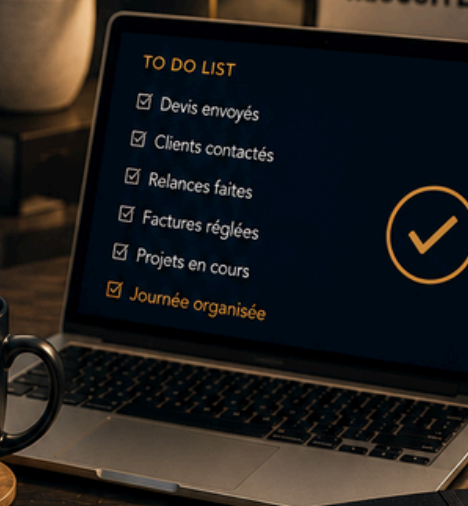 TO DO LIST
Devis envoyés
Clients contactés
Relances faites
Factures réglées
Projets en cours
Journée organisée